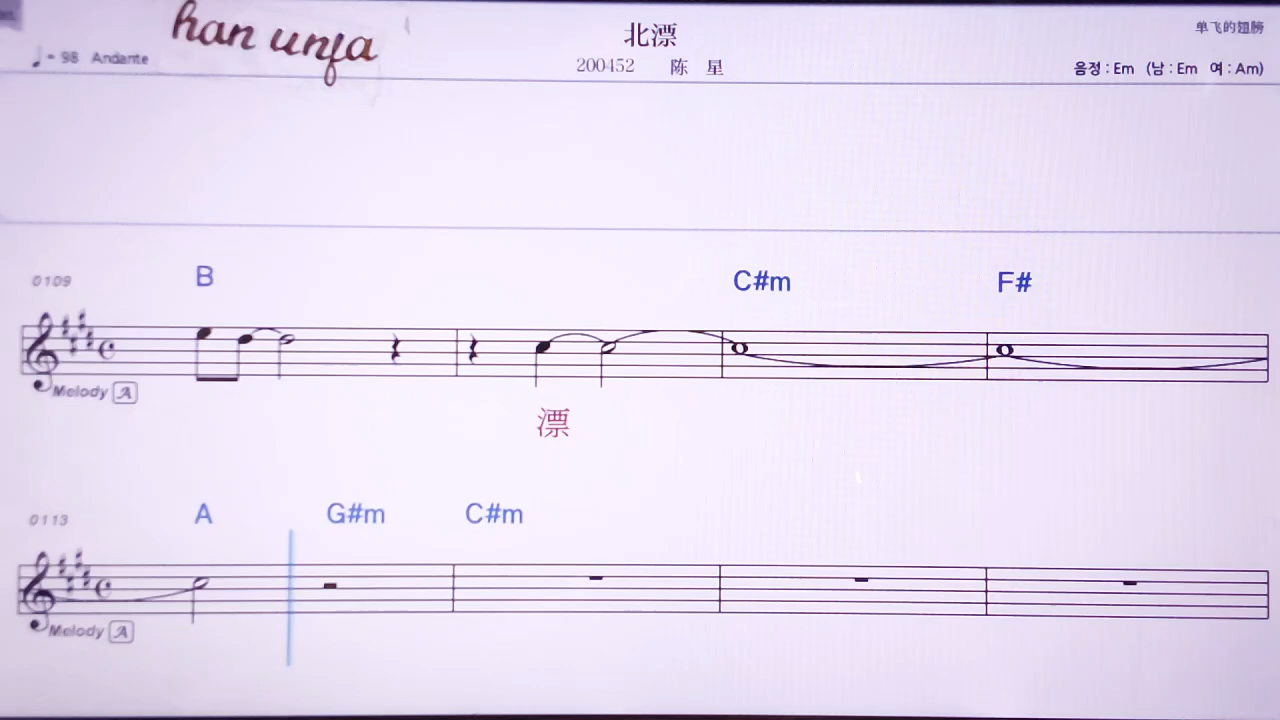 han unfa
北漂
单飞的翅膀
♩= 98 Andante
200452 陈 星
음정 : Em (남 : Em 여 : Am)
0109
B C#m F#
Melody A
漂
0113
A G#m C#m
Melody A